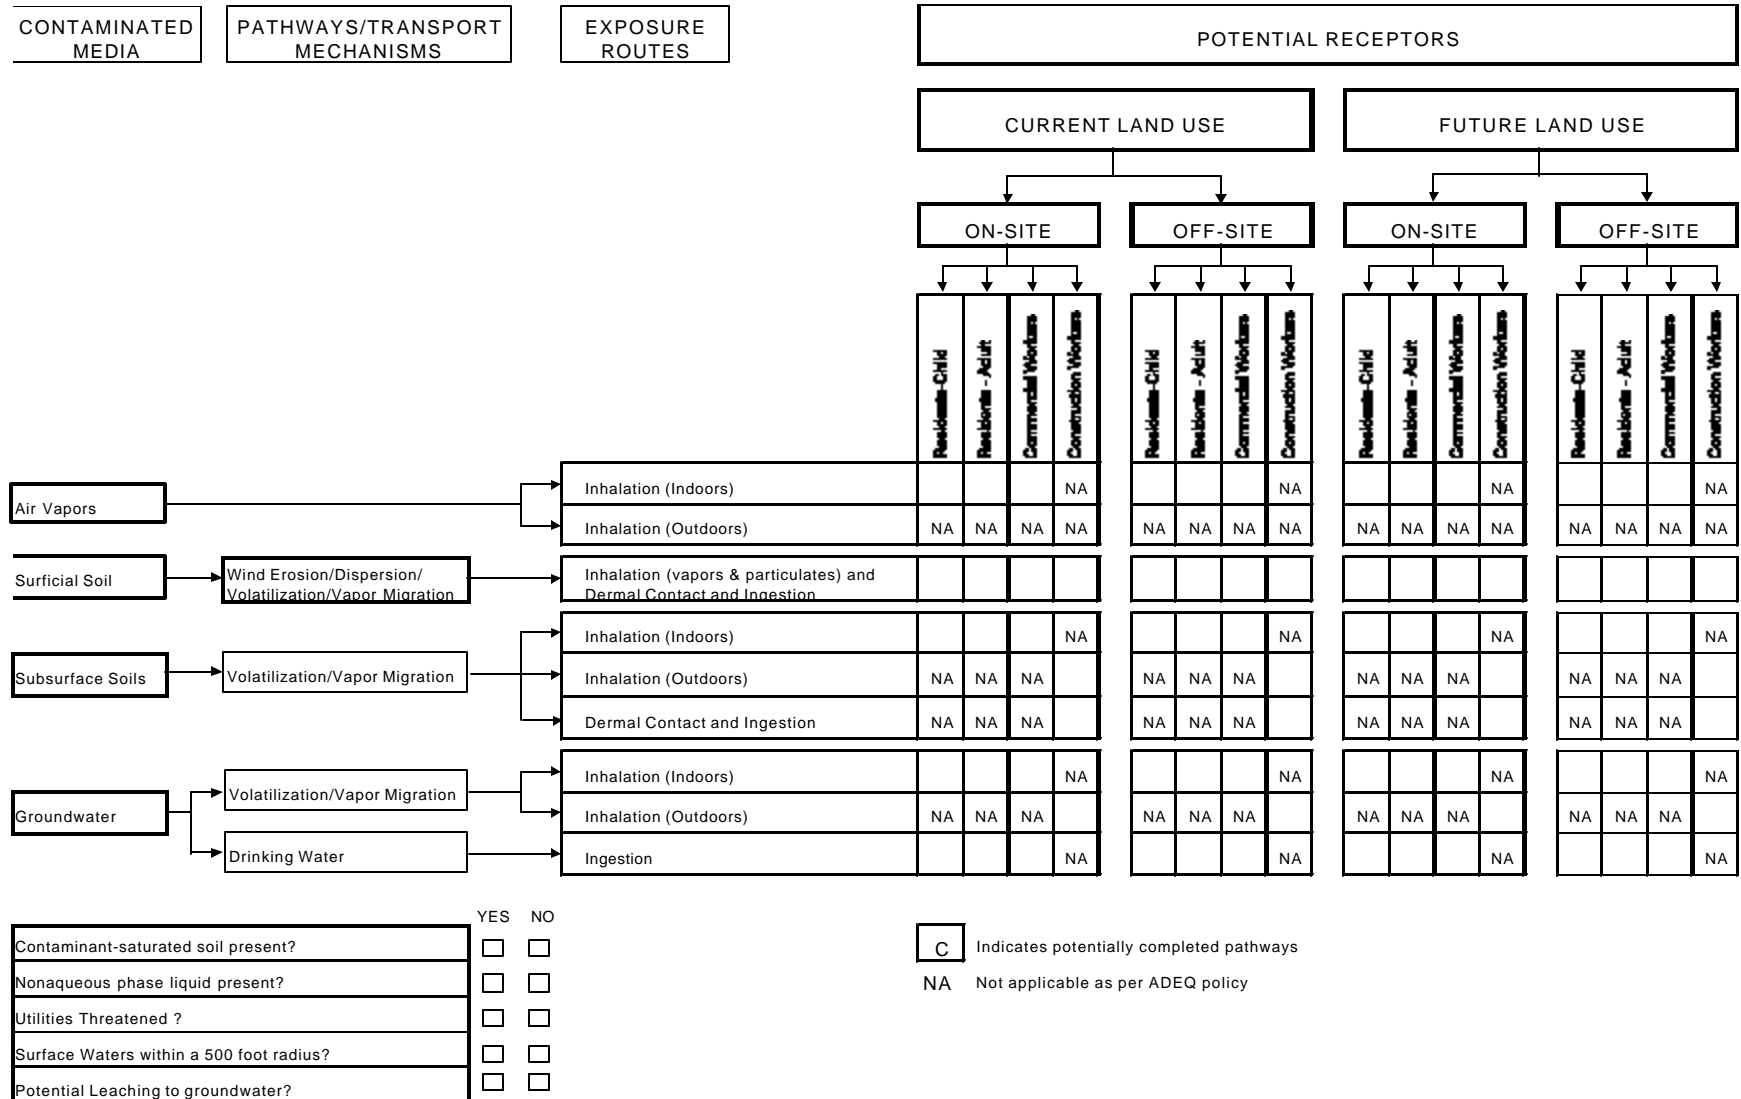 CONTAMINATED
MEDIA
PATHWAYS/TRANSPORT
MECHANISMS
EXPOSURE
ROUTES
POTENTIAL RECEPTORS
CURRENT LAND USE
FUTURE LAND USE
ON-SITE
OFF-SITE
ON-SITE
OFF-SITE
Residents-Child
Residents - Adult
Commercial Workers
Construction Workers
Residents-Child
Residents - Adult
Commercial Workers
Construction Workers
Residents-Child
Residents - Adult
Commercial Workers
Construction Workers
Residents-Child
Residents - Adult
Commercial Workers
Construction Workers
Air Vapors
Inhalation (Indoors) NA NA NA NA
Inhalation (Outdoors) NA NA NA NA NA NA NA NA NA NA NA NA NA NA NA NA
Surficial Soil
Wind Erosion/Dispersion/
Volatilization/Vapor Migration
Inhalation (vapors & particulates) and
Dermal Contact and Ingestion
Subsurface Soils
Volatilization/Vapor Migration
Inhalation (Indoors) NA NA NA NA
Inhalation (Outdoors) NA NA NA NA NA NA NA NA NA NA NA NA
Dermal Contact and Ingestion NA NA NA NA NA NA NA NA NA NA NA NA
Groundwater
Volatilization/Vapor Migration
Inhalation (Indoors) NA NA NA NA
Inhalation (Outdoors) NA NA NA NA NA NA NA NA NA NA NA NA
Drinking Water
Ingestion NA NA NA NA
YES NO
Contaminant-saturated soil present?
Nonaqueous phase liquid present?
Utilities Threatened ?
Surface Waters within a 500 foot radius?
Potential Leaching to groundwater?
C Indicates potentially completed pathways
NA Not applicable as per ADEQ policy